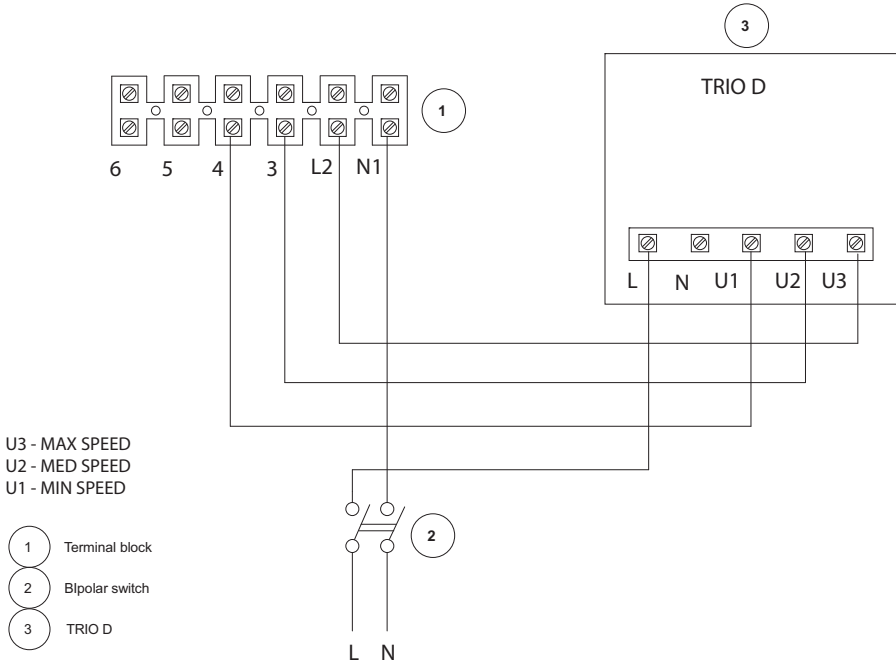 3
TRIO D
1
6 5 4 3 L2 N1
L N U1 U2 U3
U3 - MAX SPEED
U2 - MED SPEED
U1 - MIN SPEED
2
1 Terminal block
2 BIpolar switch
3 TRIO D
L N